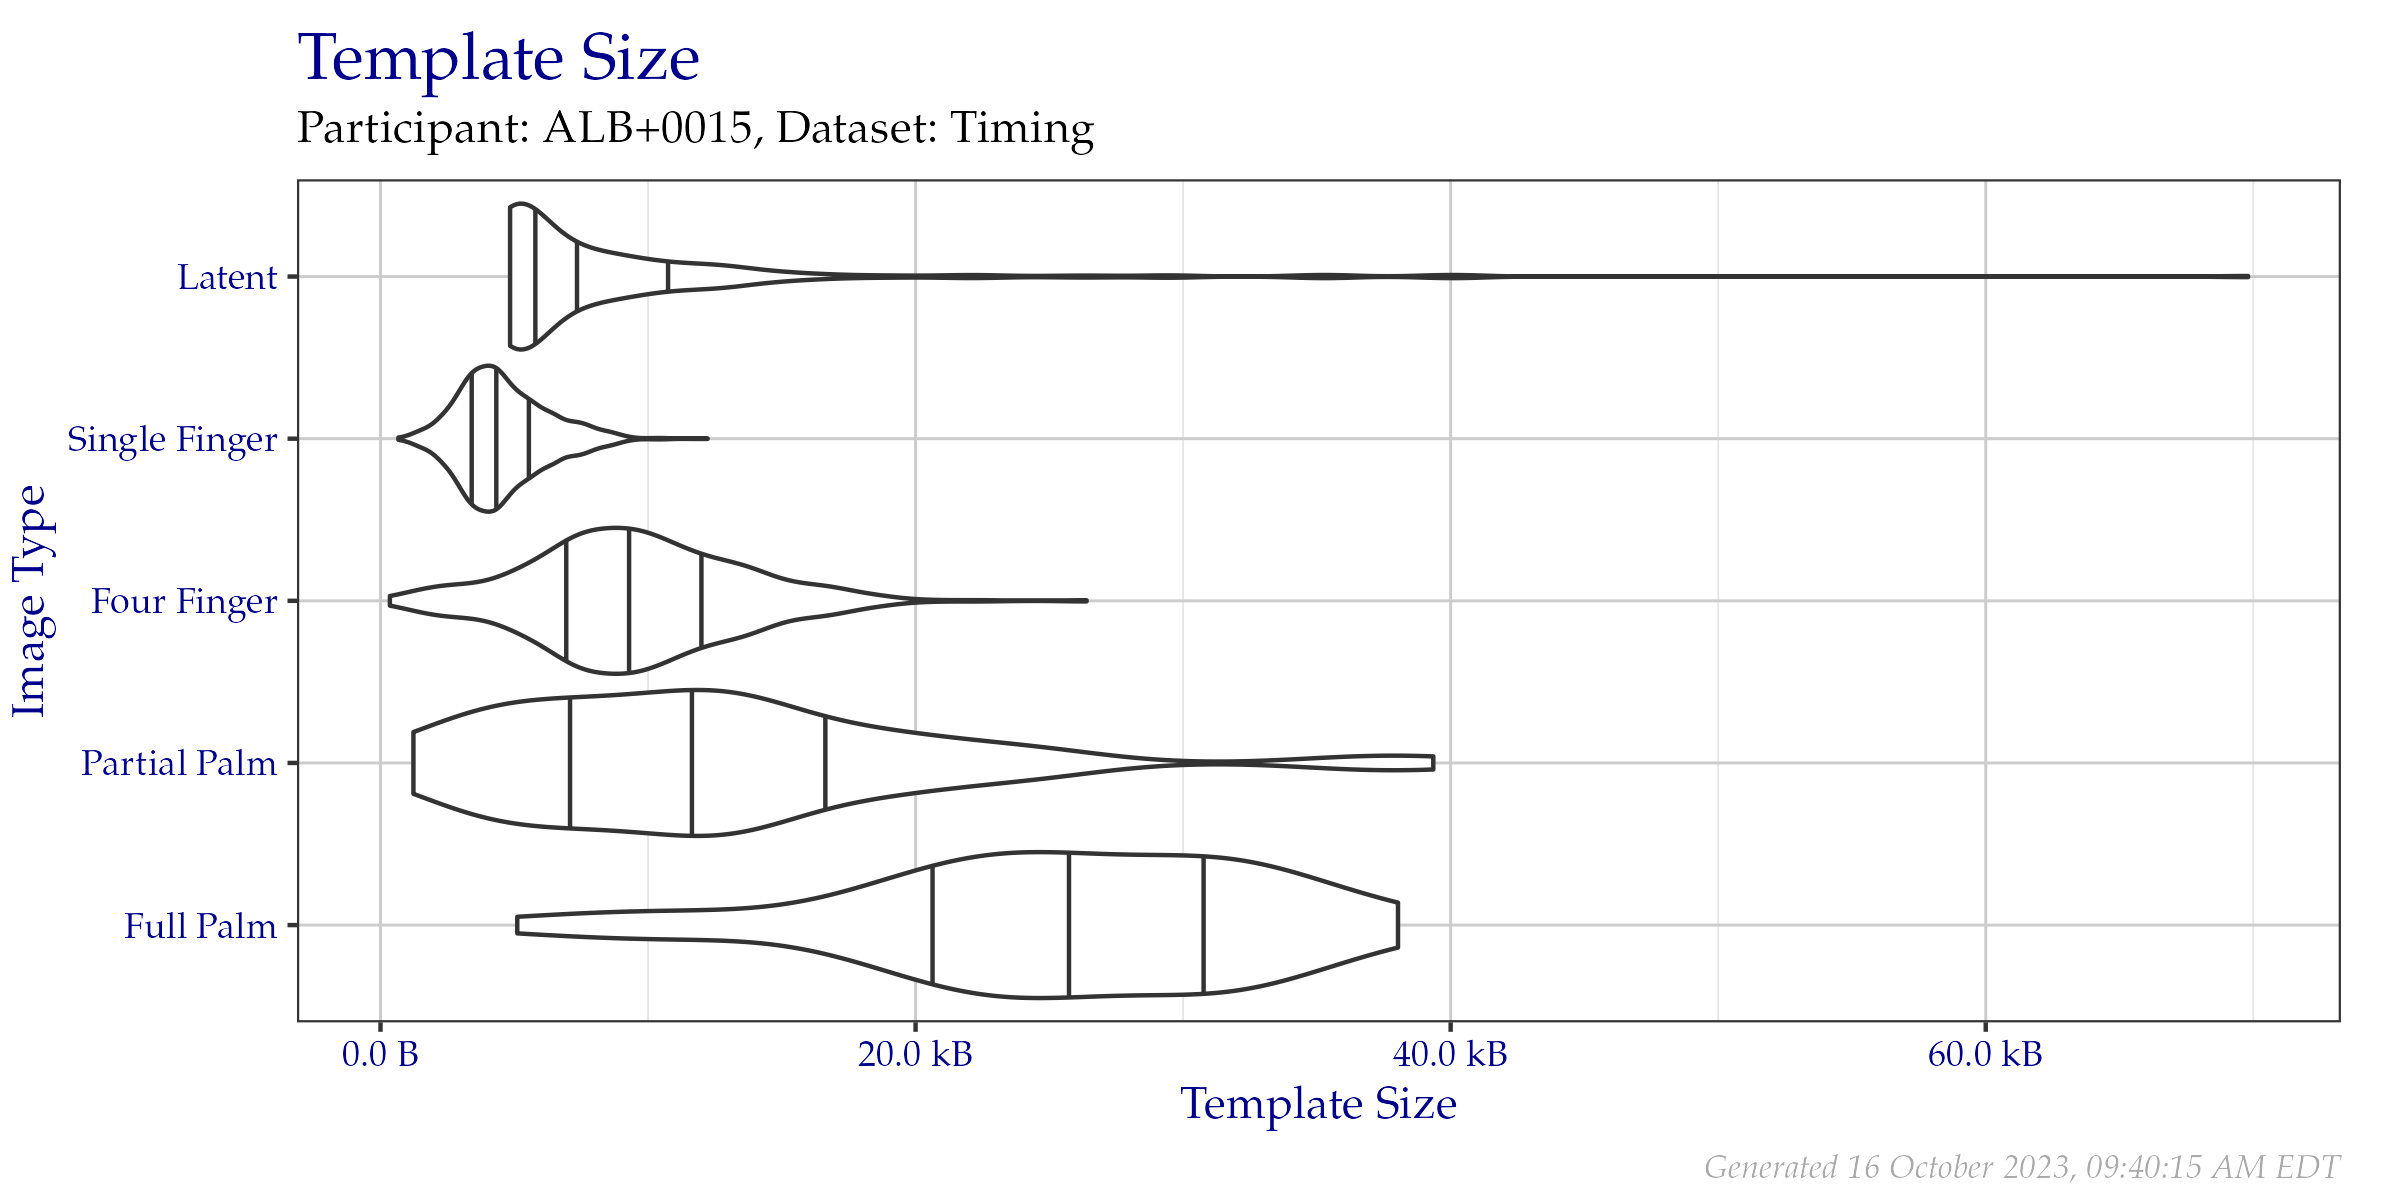 Template Size
Participant: ALB+0015, Dataset: Timing
Image Type
Latent
Single Finger
Four Finger
Partial Palm
Full Palm
0.0 B
20.0 kB
40.0 kB
60.0 kB
Template Size
Generated 16 October 2023, 09:40:15 AM EDT